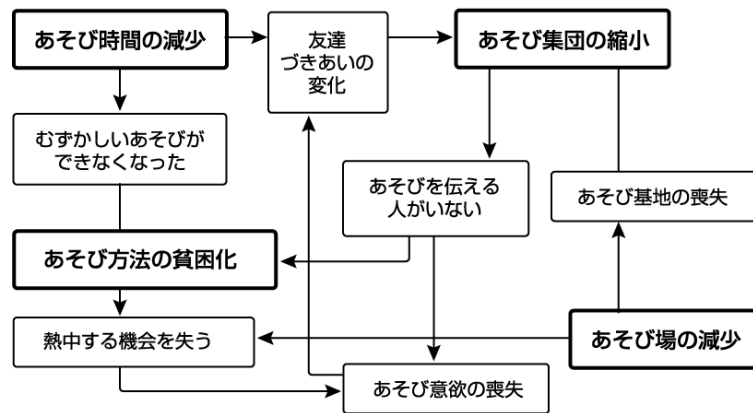 あそび時間の減少
友達
づきあいの
変化
あそび集団の縮小
むずかしいあそびが
できなくなった
あそびを伝える
人がいない
あそび基地の喪失
あそび方法の貧困化
熱中する機会を失う
あそび場の減少
あそび意欲の喪失